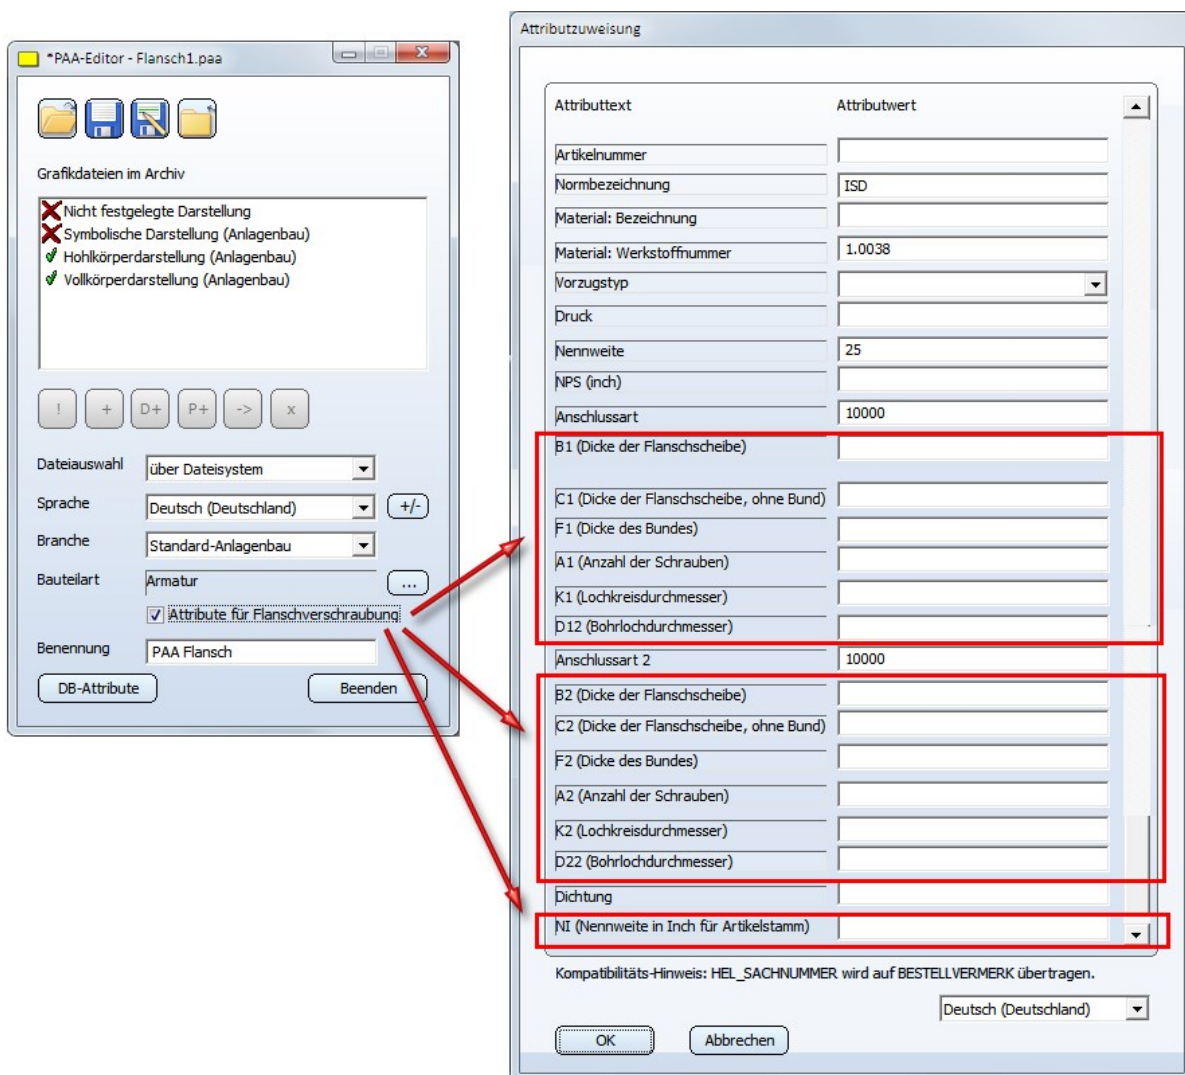 *PAA-Editor - Flansch1.paa
Grafikdateien im Archiv
Nicht festgelegte Darstellung
Symbolische Darstellung (Anlagenbau)
Hohlkörperdarstellung (Anlagenbau)
Vollkörperdarstellung (Anlagenbau)
! + D+ P+ -> x
Dateiauswahl über Dateisystem
Sprache Deutsch (Deutschland) +/-
Branche Standard-Anlagenbau
Bauteilart Armatur ...
Attribute für Flanschverschraubung
Benennung PAA Flansch
DB-Attribute Beenden
Attributzuweisung
Attributtext Attributwert
Artikelnummer
Normbezeichnung ISD
Material: Bezeichnung
Material: Werkstoffnummer 1.0038
Vorzugstyp
Druck
Nennweite 25
NPS (inch)
Anschlussart 10000
B1 (Dicke der Flanschscheibe)
C1 (Dicke der Flanschscheibe, ohne Bund)
F1 (Dicke des Bundes)
A1 (Anzahl der Schrauben)
K1 (Lochkreisdurchmesser)
D12 (Bohrlochdurchmesser)
Anschlussart 2 10000
B2 (Dicke der Flanschscheibe)
C2 (Dicke der Flanschscheibe, ohne Bund)
F2 (Dicke des Bundes)
A2 (Anzahl der Schrauben)
K2 (Lochkreisdurchmesser)
D22 (Bohrlochdurchmesser)
Dichtung
NI (Nennweite in Inch für Artikelstamm)
Kompatibilitäts-Hinweis: HEL_SACHNUMMER wird auf BESTELLVERMERK übertragen.
Deutsch (Deutschland)
OK Abbrechen